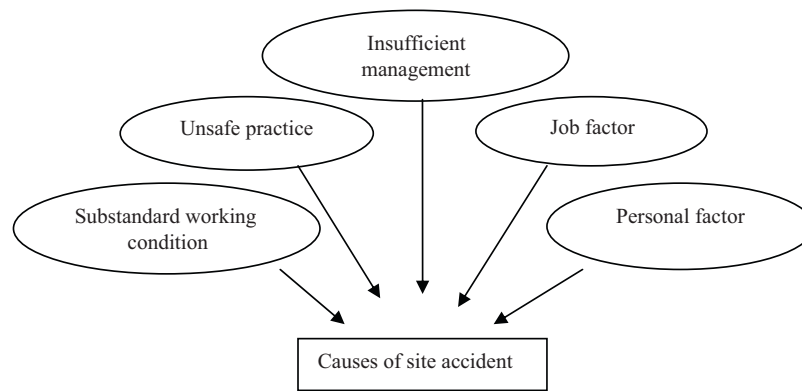 Insufficient
management
Unsafe practice
Job factor
Substandard working
condition
Personal factor
Causes of site accident